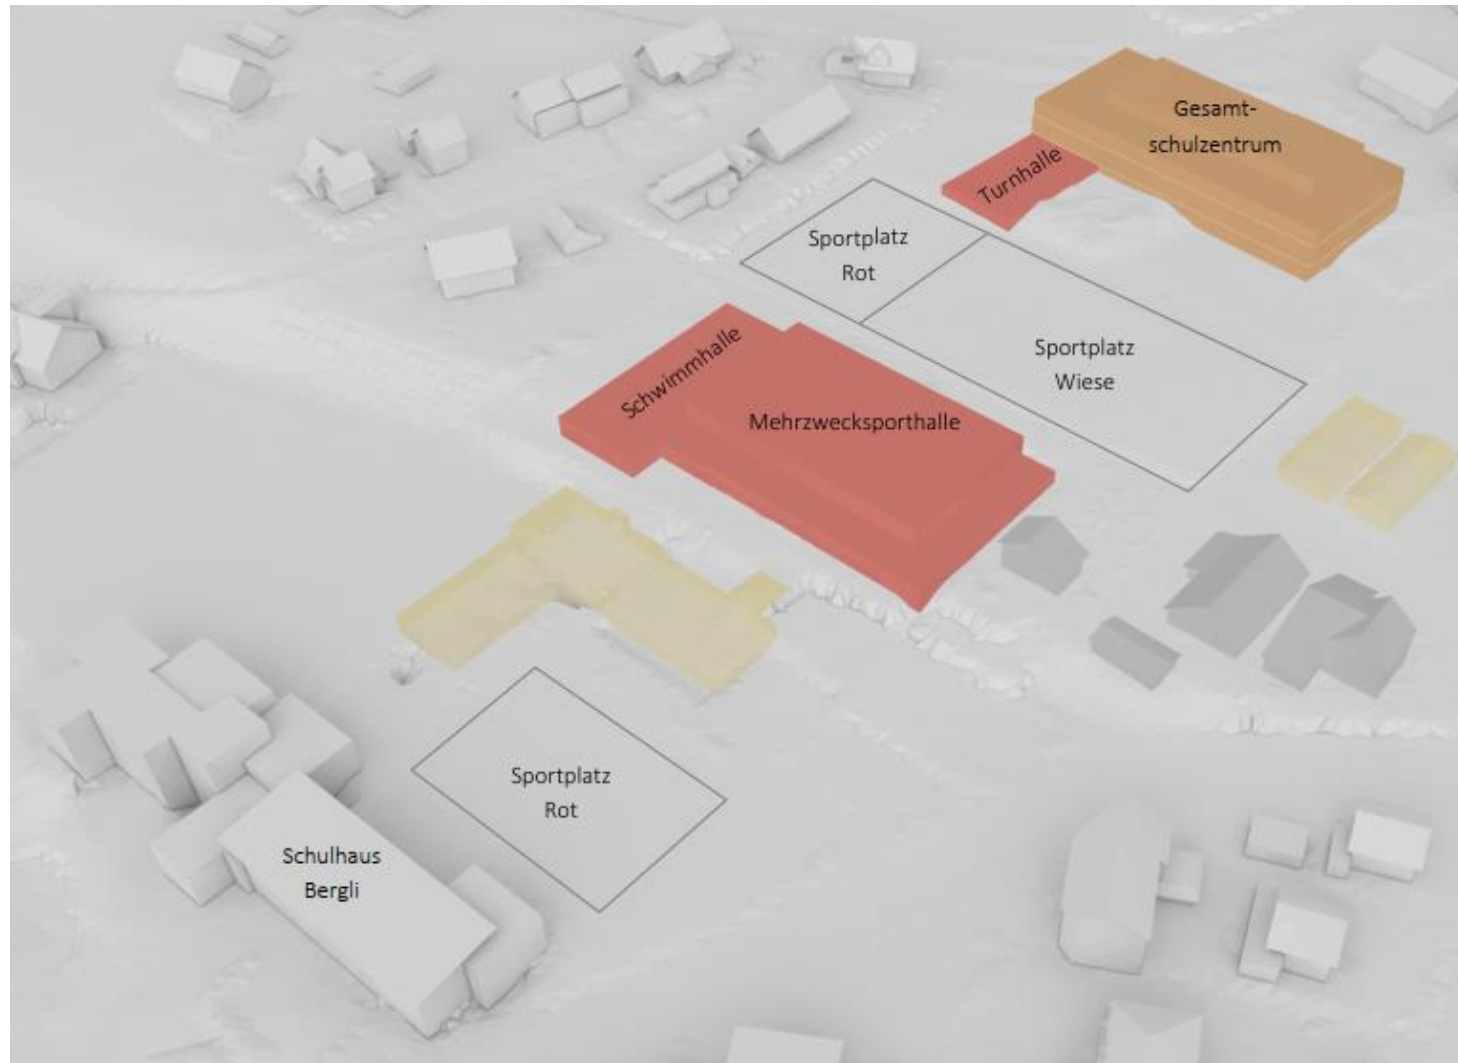 Gesamt-
schulzentrum
Turnhalle
Sportplatz
Rot
Sportplatz
Wiese
Schwimmhalle
Mehrzwecksporthalle
Sportplatz
Rot
Schulhaus
Bergli